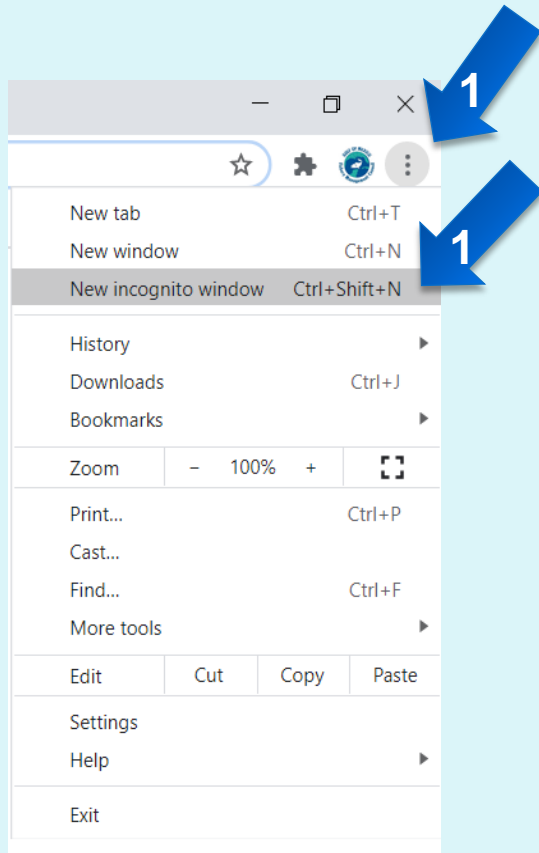 1
New tab Ctrl+T
New window Ctrl+N
1
New incognito window Ctrl+Shift+N
History
Downloads Ctrl+J
Bookmarks
Zoom - 100% +
Print... Ctrl+P
Cast...
Find... Ctrl+F
More tools
Edit Cut Copy Paste
Settings
Help
Exit